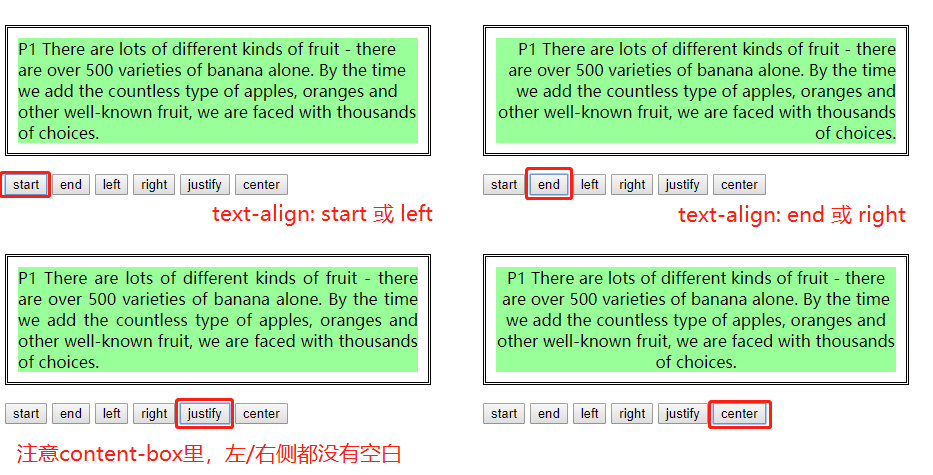 P1 There are lots of different kinds of fruit - there
are over 500 varieties of banana alone. By the time
we add the countless type of apples, oranges and
other well-known fruit, we are faced with thousands
of choices.
start end left right justify center
text-align: start 或 left
P1 There are lots of different kinds of fruit - there
are over 500 varieties of banana alone. By the time
we add the countless type of apples, oranges and
other well-known fruit, we are faced with thousands
of choices.
start end left right justify center
text-align: end 或 right
P1 There are lots of different kinds of fruit - there
are over 500 varieties of banana alone. By the time
we add the countless type of apples, oranges and
other well-known fruit, we are faced with thousands
of choices.
start end left right justify center
注意content-box里，左/右侧都没有空白
P1 There are lots of different kinds of fruit - there
are over 500 varieties of banana alone. By the time
we add the countless type of apples, oranges and
other well-known fruit, we are faced with thousands
of choices.
start end left right justify center